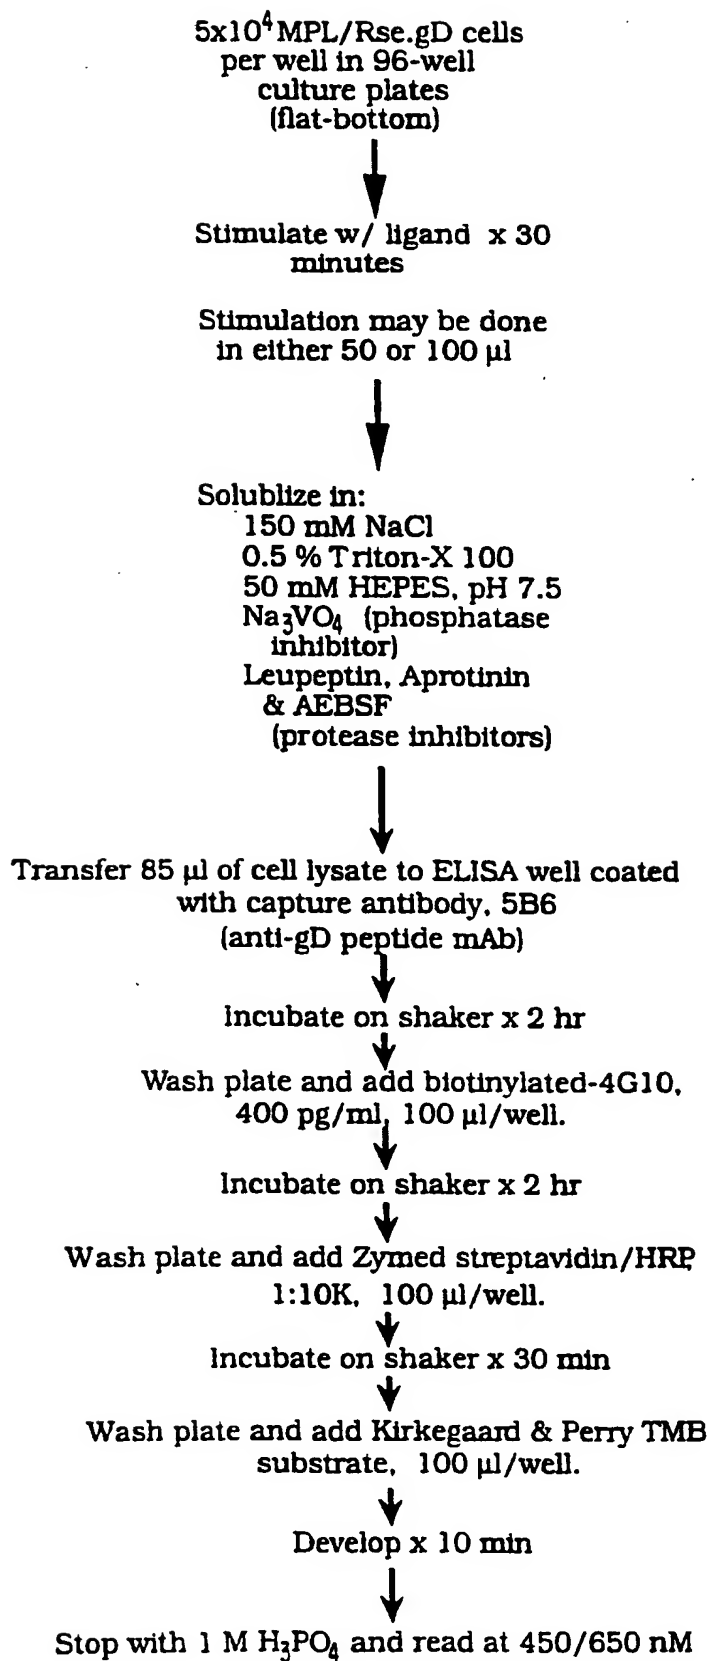 5x10⁴ MPL/Rse.gD cells
per well in 96-well
culture plates
(flat-bottom)
Stimulate w/ ligand x 30
minutes
Stimulation may be done
in either 50 or 100 µl
Solublize in:
150 mM NaCl
0.5 % Triton-X 100
50 mM HEPES, pH 7.5
Na₃VO₄ (phosphatase
inhibitor)
Leupeptin, Aprotinin
& AEBSF
(protease inhibitors)
Transfer 85 µl of cell lysate to ELISA well coated
with capture antibody, 5B6
(anti-gD peptide mAb)
Incubate on shaker x 2 hr
Wash plate and add biotinylated-4G10,
400 pg/ml, 100 µl/well.
Incubate on shaker x 2 hr
Wash plate and add Zymed streptavidin/HRP,
1:10K, 100 µl/well.
Incubate on shaker x 30 min
Wash plate and add Kirkegaard & Perry TMB
substrate, 100 µl/well.
Develop x 10 min
Stop with 1 M H₃PO₄ and read at 450/650 nM